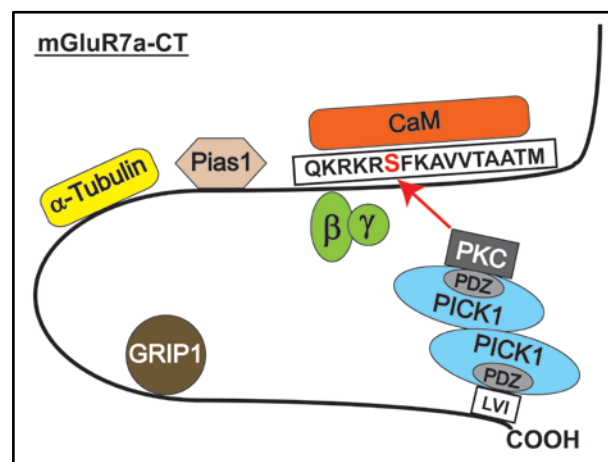 mGluR7a-CT
CaM
Pias1
QKRKRSFKAVVTAATM
α-Tubulin
β
γ
PKC
PDZ
PICK1
GRIP1
PICK1
PDZ
LVI
COOH